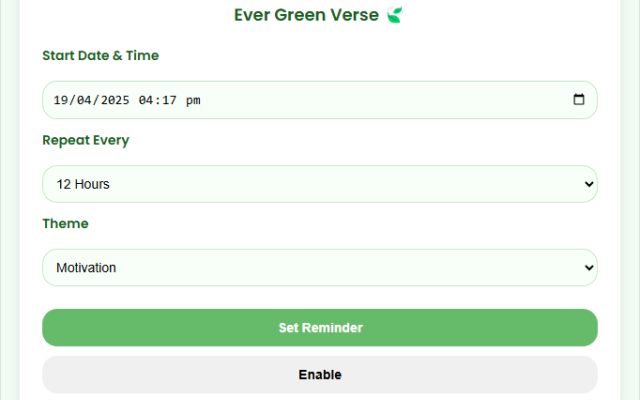 Ever Green Verse 🍃
Start Date & Time
19/04/2025 04:17 pm
Repeat Every
12 Hours
Theme
Motivation
Set Reminder
Enable